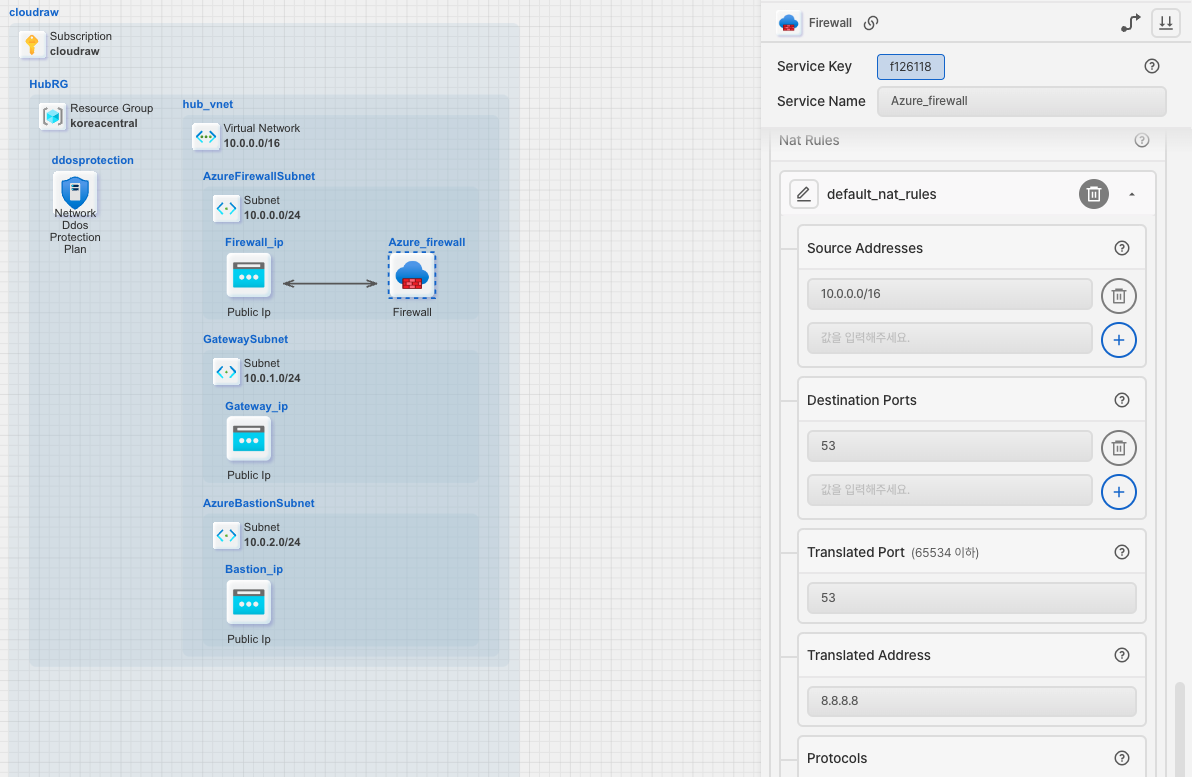 cloudraw
Subscription
cloudraw
HubRG
Resource Group
koreacentral
ddosprotection
Network
Ddos
Protection
Plan
hub_vnet
Virtual Network
10.0.0.0/16
AzureFirewallSubnet
Subnet
10.0.0.0/24
Firewall_ip
Public Ip
Azure_firewall
Firewall
GatewaySubnet
Subnet
10.0.1.0/24
Gateway_ip
Public Ip
AzureBastionSubnet
Subnet
10.0.2.0/24
Bastion_ip
Public Ip
Firewall
Service Key
f126118
Service Name
Azure_firewall
Nat Rules
default_nat_rules
Source Addresses
10.0.0.0/16
값을 입력해주세요.
Destination Ports
53
값을 입력해주세요.
Translated Port (65534 이하)
53
Translated Address
8.8.8.8
Protocols